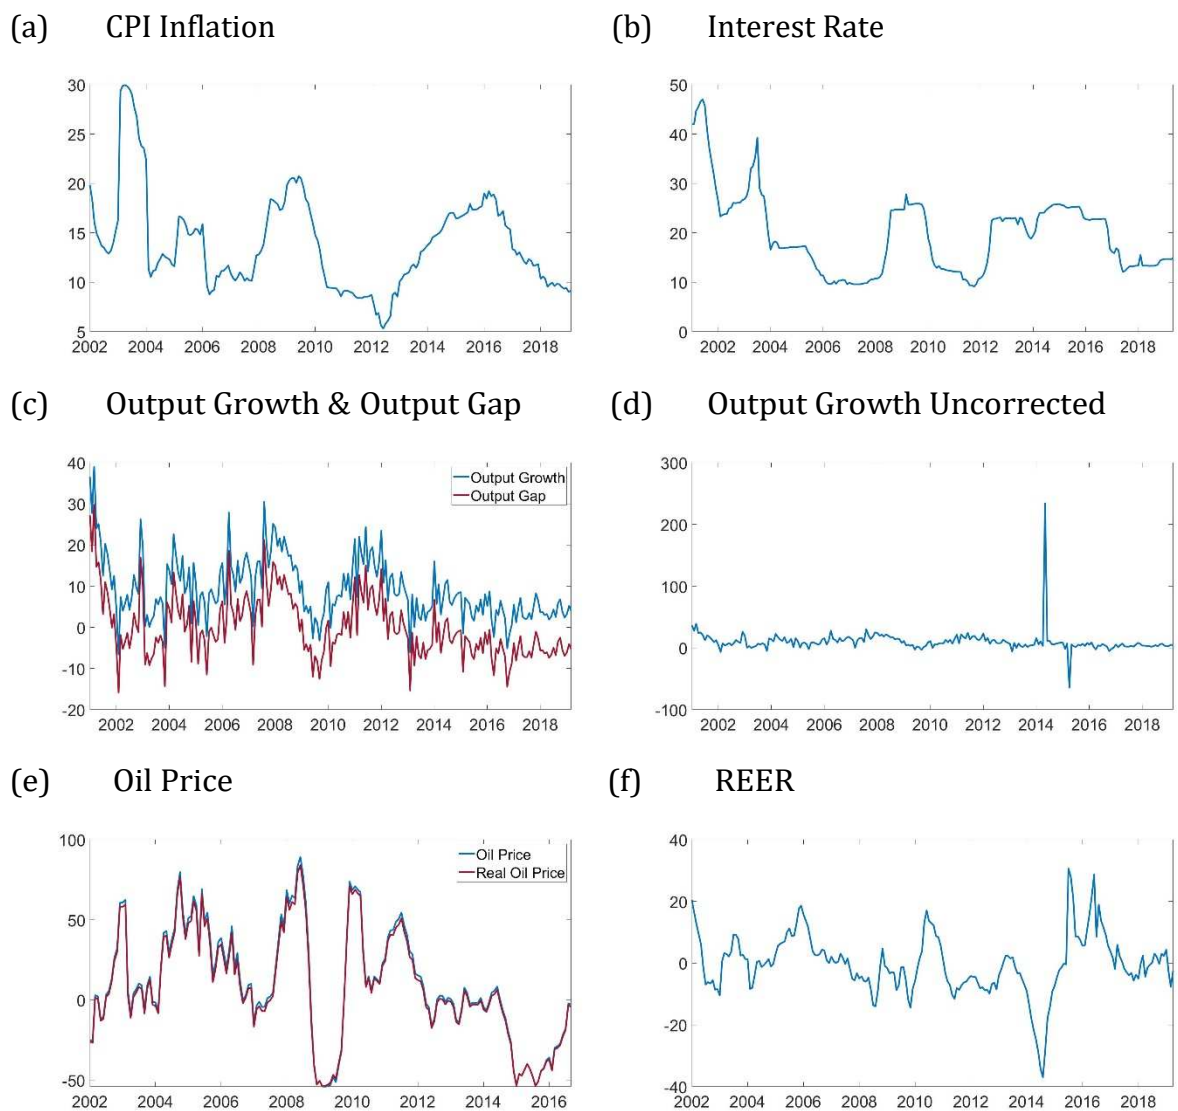 (a) CPI Inflation
(b) Interest Rate
30
25
20
15
10
5
2002 2004 2006 2008 2010 2012 2014 2016 2018
50
40
30
20
10
0
2002 2004 2006 2008 2010 2012 2014 2016 2018
(c) Output Growth & Output Gap
(d) Output Growth Uncorrected
40
30
20
10
0
-10
-20
Output Growth
Output Gap
2002 2004 2006 2008 2010 2012 2014 2016 2018
300
200
100
0
-100
2002 2004 2006 2008 2010 2012 2014 2016 2018
(e) Oil Price
(f) REER
100
50
0
-50
Oil Price
Real Oil Price
2002 2004 2006 2008 2010 2012 2014 2016
40
20
0
-20
-40
2002 2004 2006 2008 2010 2012 2014 2016 2018